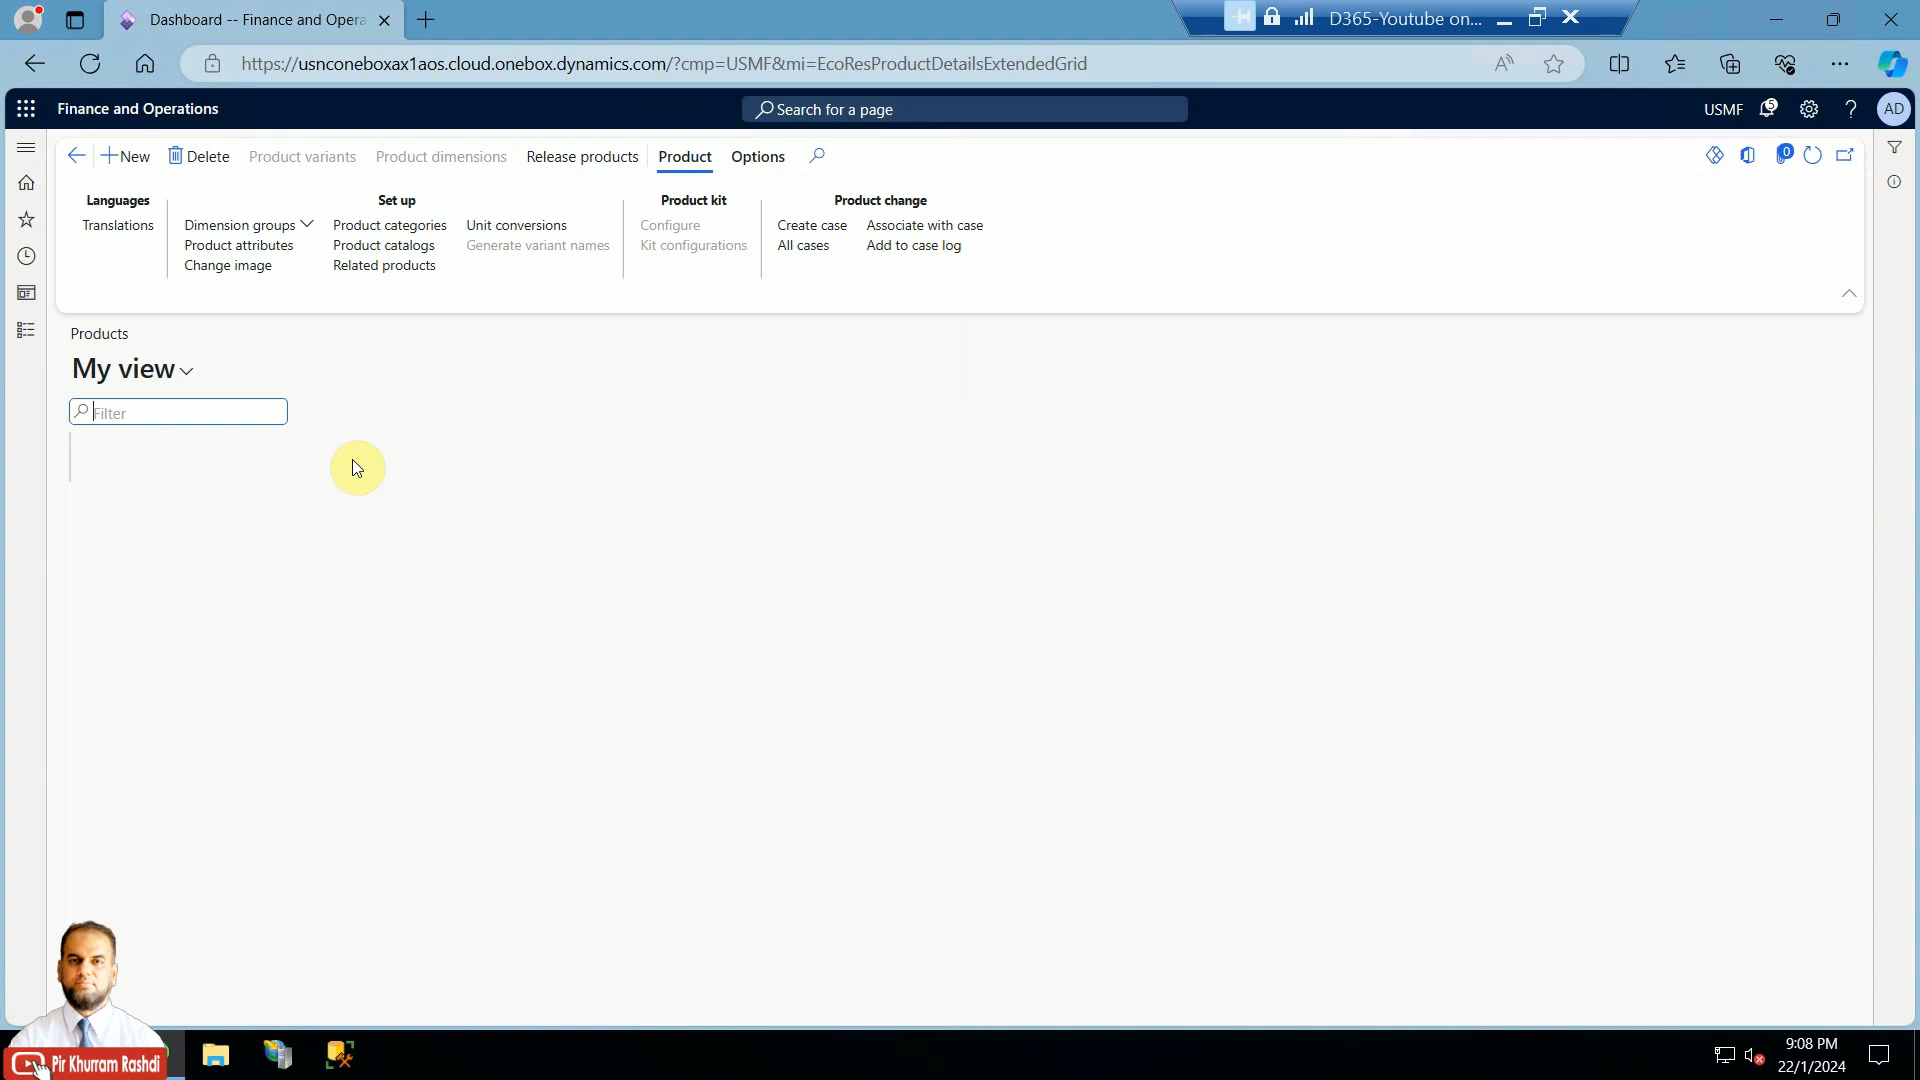 Dashboard -- Finance and Opera
D365-Youtube on...
https://usnconeboxax1aos.cloud.onebox.dynamics.com/?cmp=USMF&mi=EcoResProductDetailsExtendedGrid
Finance and Operations
Search for a page
USMF
5
?
AD
New
Delete
Product variants
Product dimensions
Release products
Product
Options
0
Languages
Set up
Product kit
Product change
Translations
Dimension groups
Product categories
Unit conversions
Configure
Create case
Associate with case
Product attributes
Product catalogs
Generate variant names
Kit configurations
All cases
Add to case log
Change image
Related products
Products
My view
Filter
Pir Khurram Rashdi
9:08 PM
22/1/2024